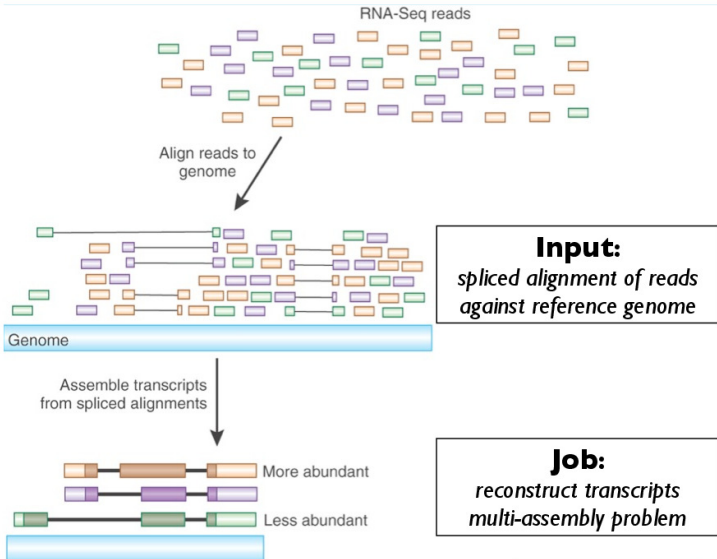 RNA-Seq reads
Align reads to
genome
Input:
spliced alignment of reads
against reference genome
Genome
Assemble transcripts
from spliced alignments
Job:
reconstruct transcripts
multi-assembly problem
More abundant
Less abundant